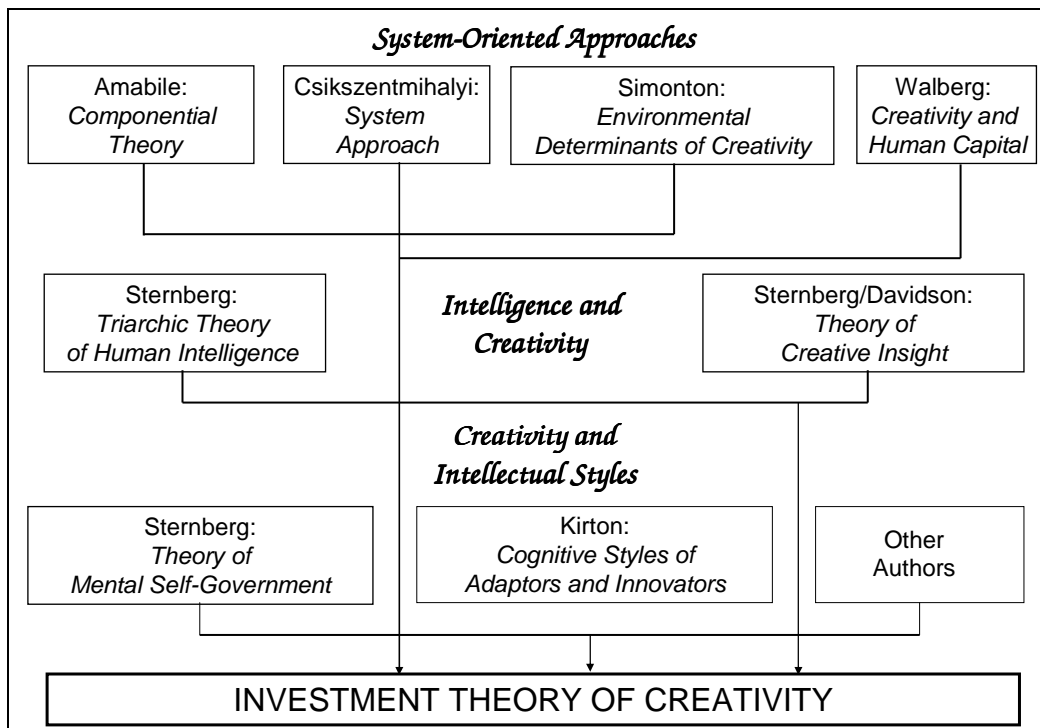 System-Oriented Approaches
Amabile:
Componential
Theory
Csikszentmihalyi:
System
Approach
Simonton:
Environmental
Determinants of Creativity
Walberg:
Creativity and
Human Capital
Sternberg:
Triarchic Theory
of Human Intelligence
Intelligence and
Creativity
Sternberg/Davidson:
Theory of
Creative Insight
Creativity and
Intellectual Styles
Sternberg:
Theory of
Mental Self-Government
Kirton:
Cognitive Styles of
Adaptors and Innovators
Other
Authors
INVESTMENT THEORY OF CREATIVITY